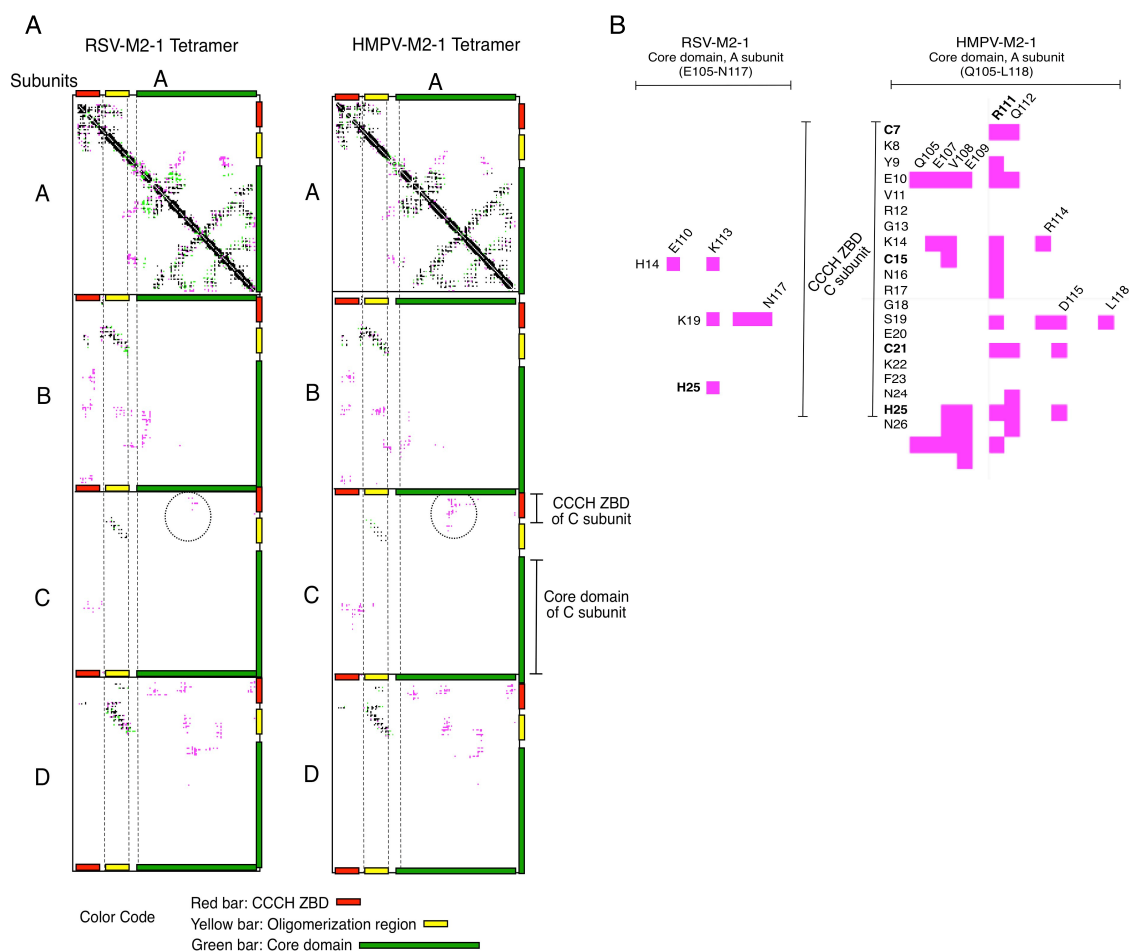 A
RSV-M2-1 Tetramer
HMPV-M2-1 Tetramer
Subunits
A
A
A
B
C
D
A
B
C
D
CCCH ZBD
of C subunit
Core domain
of C subunit
Color Code
Red bar: CCCH ZBD
Yellow bar: Oligomerization region
Green bar: Core domain
B
RSV-M2-1
Core domain, A subunit
(E105-N117)
E110
K113
H14
N117
K19
H25
CCCH ZBD
C subunit
HMPV-M2-1
Core domain, A subunit
(Q105-L118)
R111
Q112
Q105
E107
V108
E109
R114
D115
L118
C7
K8
Y9
E10
V11
R12
G13
K14
C15
N16
R17
G18
S19
E20
C21
K22
F23
N24
H25
N26